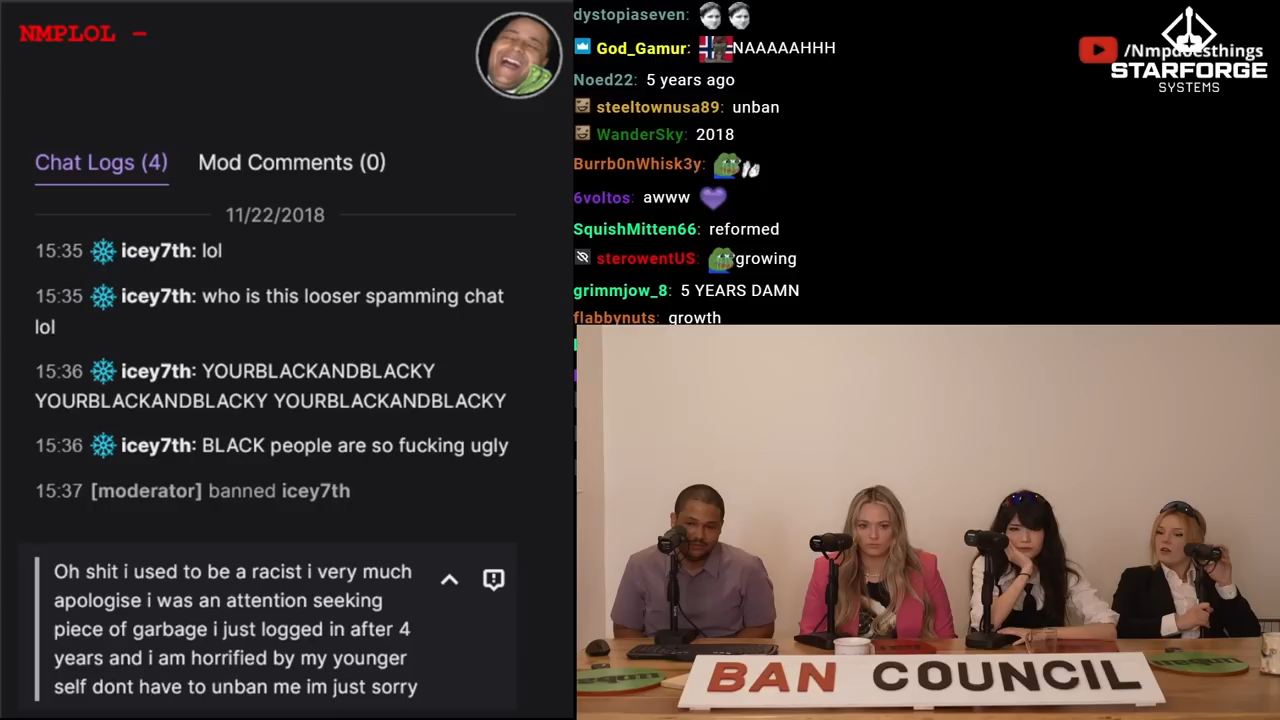 NMPLOL -
Chat Logs (4) Mod Comments (0)
11/22/2018
15:35 icey7th: lol
15:35 icey7th: who is this looser spamming chat
lol
15:36 icey7th: YOURBLACKANDBLACKY
YOURBLACKANDBLACKY YOURBLACKANDBLACKY
15:36 icey7th: BLACK people are so fucking ugly
15:37 [moderator] banned icey7th
Oh shit i used to be a racist i very much
apologise i was an attention seeking
piece of garbage i just logged in after 4
years and i am horrified by my younger
self dont have to unban me im just sorry
dystopiaseven:
God_Gamur: NAAAAAHHH
Noed22: 5 years ago
steeltownusa89: unban
WanderSky: 2018
Burrb0nWhisk3y:
6voltos: awww
SquishMitten66: reformed
sterowentUS: growing
grimmjow_8: 5 YEARS DAMN
flabbynuts: growth
/Nmpdoesthings
STARFORGE
SYSTEMS
BAN COUNCIL